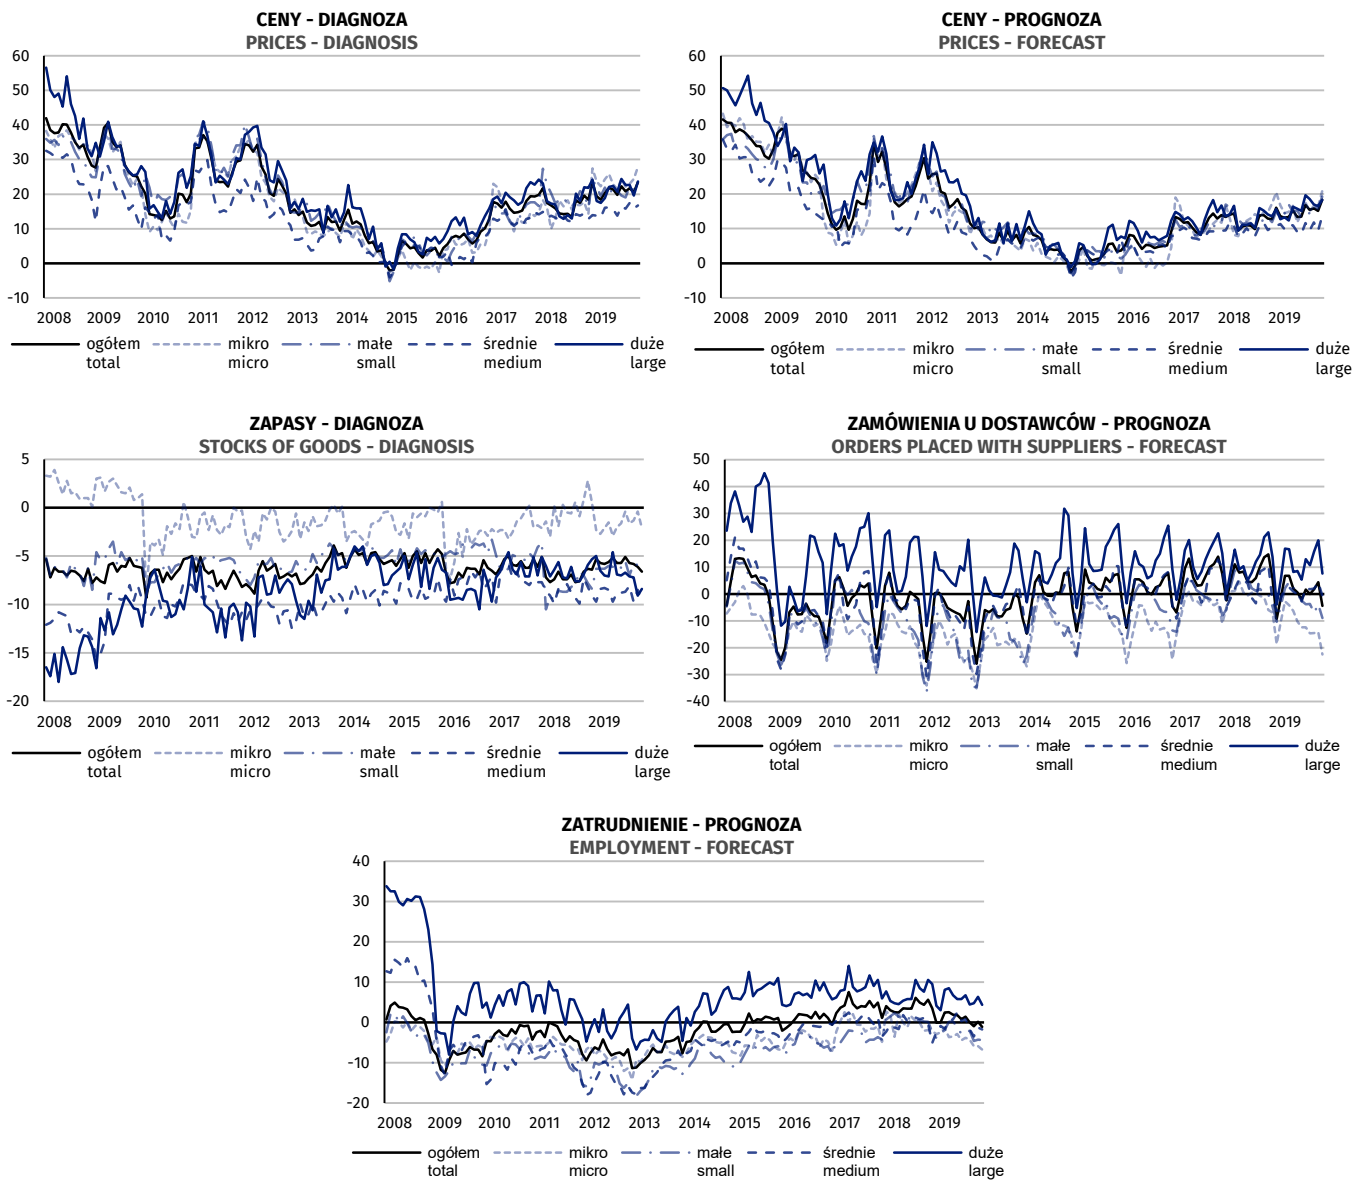 CENY - DIAGNOZA
PRICES - DIAGNOSIS
60
50
40
30
20
10
0
-10
2008 2009 2010 2011 2012 2013 2014 2015 2016 2017 2018 2019
ogółem mikro małe średnie duże
total micro small medium large
CENY - PROGNOZA
PRICES - FORECAST
60
50
40
30
20
10
0
-10
2008 2009 2010 2011 2012 2013 2014 2015 2016 2017 2018 2019
ogółem mikro małe średnie duże
total micro small medium large
ZAPASY - DIAGNOZA
STOCKS OF GOODS - DIAGNOSIS
5
0
-5
-10
-15
-20
2008 2009 2010 2011 2012 2013 2014 2015 2016 2017 2018 2019
ogółem mikro małe średnie duże
total micro small medium large
ZAMÓWIENIA U DOSTAWCÓW - PROGNOZA
ORDERS PLACED WITH SUPPLIERS - FORECAST
50
40
30
20
10
0
-10
-20
-30
-40
2008 2009 2010 2011 2012 2013 2014 2015 2016 2017 2018 2019
ogółem mikro małe średnie duże
total micro small medium large
ZATRUDNIENIE - PROGNOZA
EMPLOYMENT - FORECAST
40
30
20
10
0
-10
-20
2008 2009 2010 2011 2012 2013 2014 2015 2016 2017 2018 2019
ogółem mikro małe średnie duże
total micro small medium large